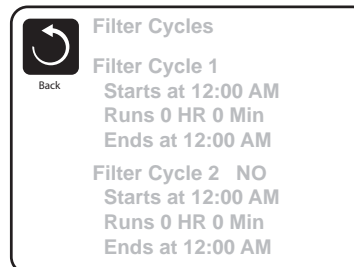 Filter Cycles
Back
Filter Cycle 1
Starts at 12:00 AM
Runs 0 HR 0 Min
Ends at 12:00 AM
Filter Cycle 2 NO
Starts at 12:00 AM
Runs 0 HR 0 Min
Ends at 12:00 AM